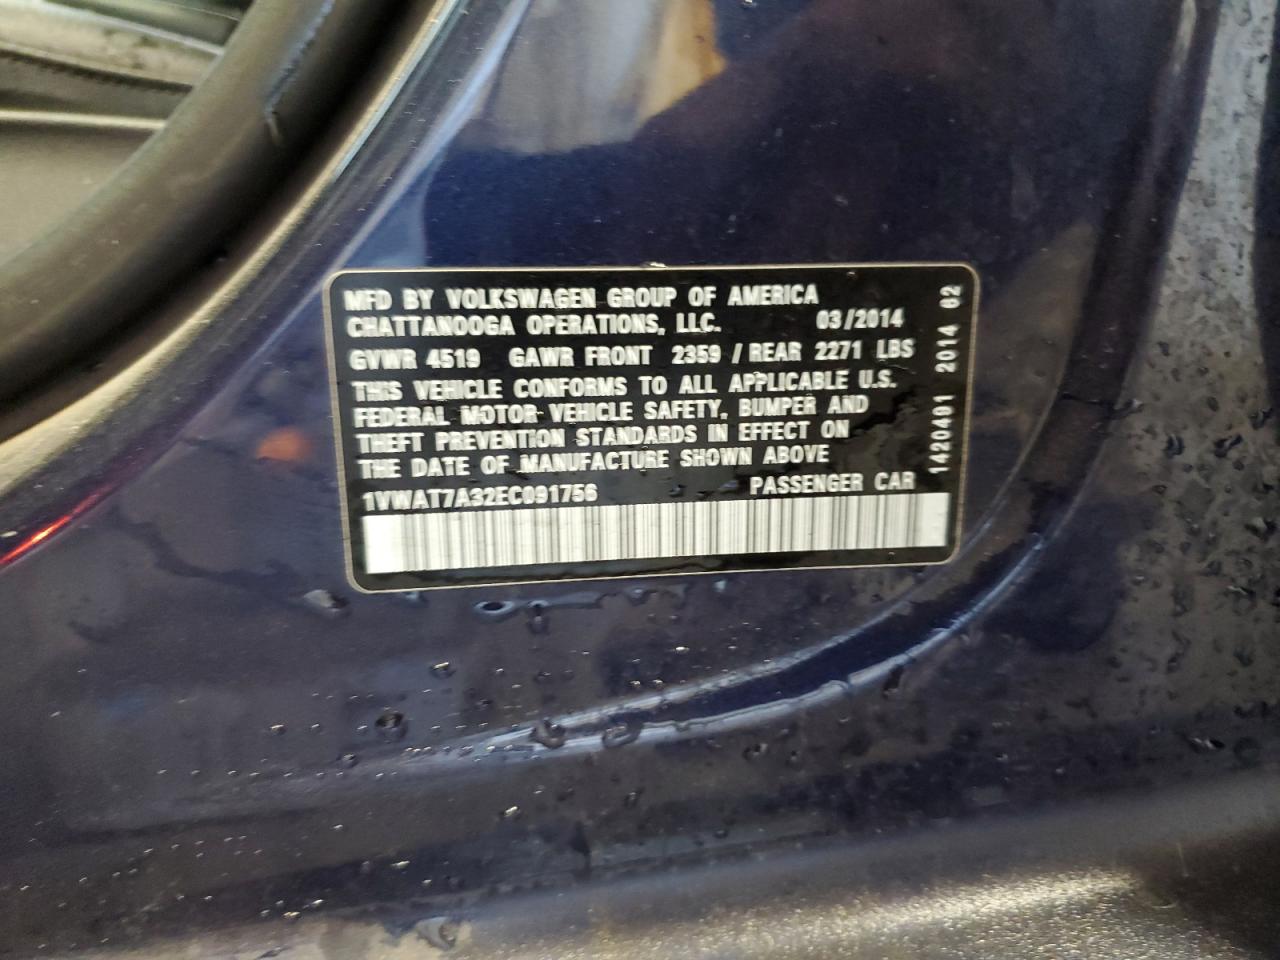 MFD BY VOLKSWAGEN GROUP OF AMERICA
CHATTANOOGA OPERATIONS, LLC. 03/2014
GVWR 4519 GAWR FRONT 2359 / REAR 2271 LBS
THIS VEHICLE CONFORMS TO ALL APPLICABLE U.S.
FEDERAL MOTOR VEHICLE SAFETY, BUMPER AND
THEFT PREVENTION STANDARDS IN EFFECT ON
THE DATE OF MANUFACTURE SHOWN ABOVE
1VWAT7A32EC091756 PASSENGER CAR
1420491 2014 62